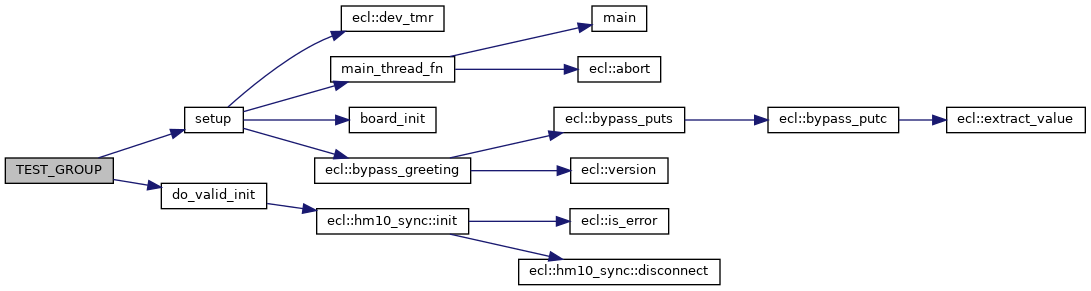 ecl::dev_tmr
main
main_thread_fn
ecl::abort
setup
board_init
ecl::bypass_puts
ecl::bypass_putc
ecl::extract_value
TEST_GROUP
ecl::bypass_greeting
ecl::version
do_valid_init
ecl::hm10_sync::init
ecl::is_error
ecl::hm10_sync::disconnect